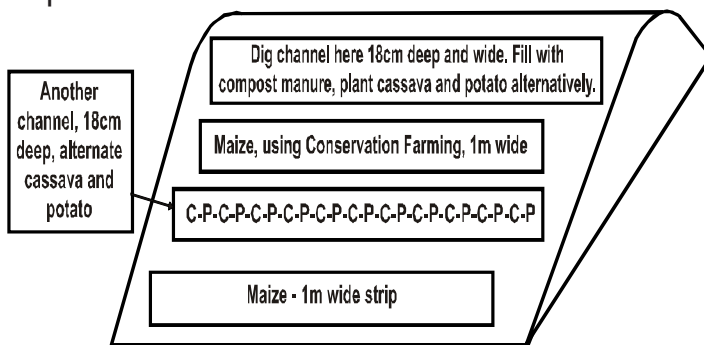 Dig channel here 18cm deep and wide. Fill with
compost manure, plant cassava and potato alternatively.
Another
channel, 18cm
deep, alternate
cassava and
potato
Maize, using Conservation Farming, 1m wide
C-P-C-P-C-P-C-P-C-P-C-P-C-P-C-P-C-P-C-P-C-P
Maize - 1m wide strip